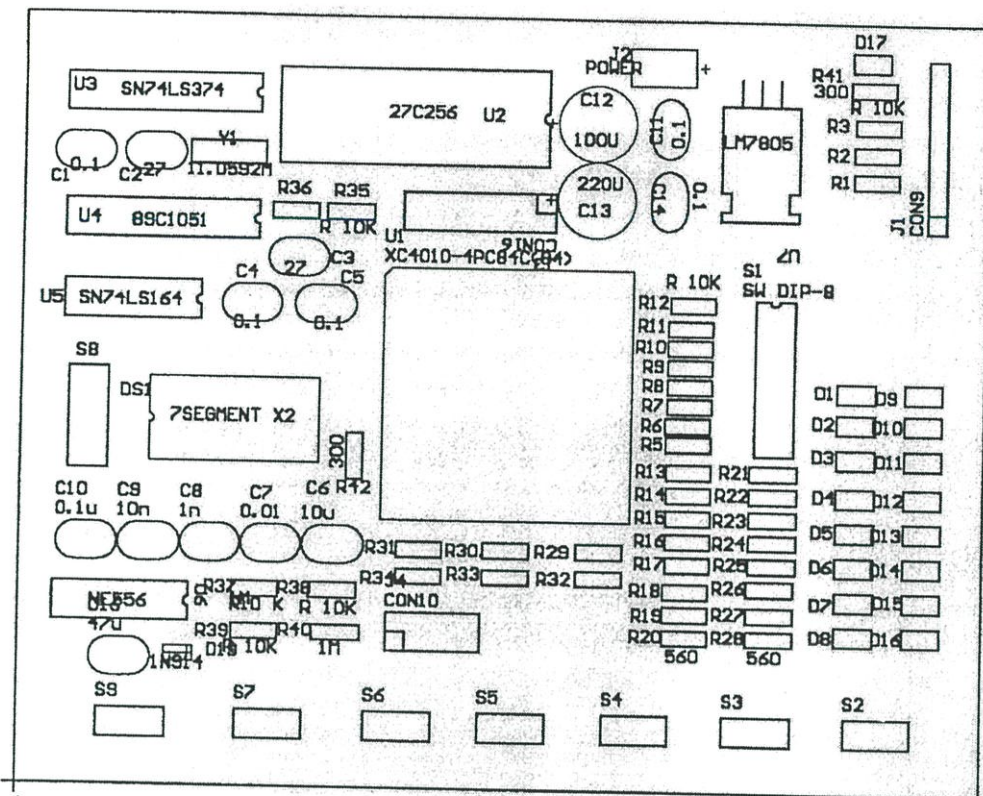 J2
POWER
+
D17
R41
300
R 10K
U3
SN74LS374
27C256 U2
C12
100U
C11
0.1
LM7805
R3
R2
R1
J1
CON9
C1
0.1
C2
27
Y1
11.0592M
220U
C13
+
C14
0.1
R36
R35
R 10K
U4
89C1051
U1
CON16
XC4010-4PC84C(84)
U7
C3
27
C4
0.1
C5
0.1
U5
SN74LS164
R 10K
S1
SW DIP-8
R12
R11
R10
R9
R8
R7
R6
R5
S8
DS1
7SEGMENT X2
300
R42
D1
D9
D2
D10
D3
D11
D4
D12
D5
D13
D6
D14
D7
D15
D8
D16
R13
R21
R14
R22
R15
R23
R16
R24
R17
R25
R18
R26
R19
R27
R20
R28
560
560
C10
0.1u
C9
10n
C8
1n
C7
0.01
C6
10u
R31
R30
R29
R33
R32
CON10
NE556
R37
R38
R 10K
47u
1N914
R39
R 10K
R40
1M
S9
S7
S6
S5
S4
S3
S2